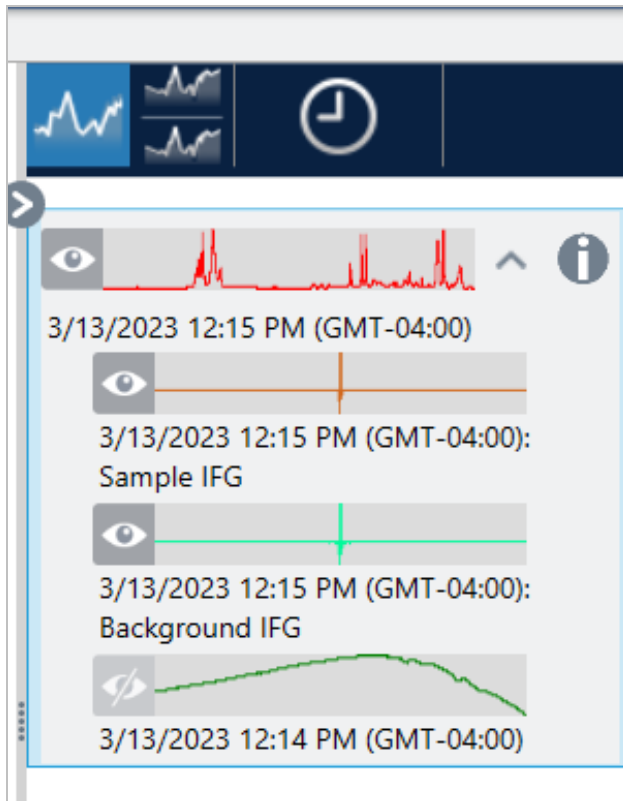 3/13/2023 12:15 PM (GMT-04:00)
3/13/2023 12:15 PM (GMT-04:00):
Sample IFG
3/13/2023 12:15 PM (GMT-04:00):
Background IFG
3/13/2023 12:14 PM (GMT-04:00)